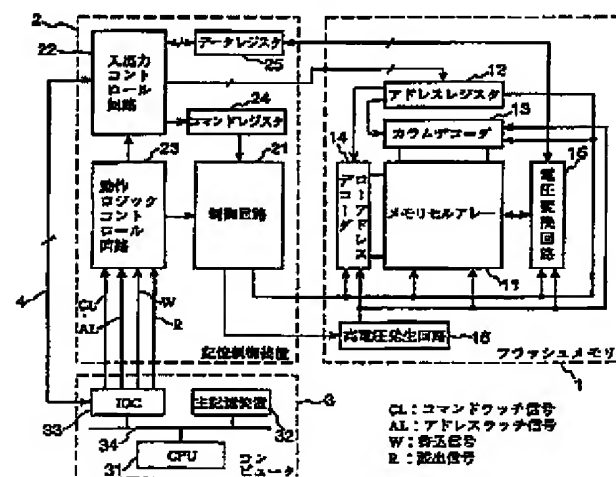 2
22
入出力
コント
ロール
回路
データレジスタ
25
24
コマンドレジスタ
23
動作
ロジック
コント
ロール
回路
21
制御回路
4
CL
AL
W
R
記憶制御装置
12
アドレスレジスタ
13
カラムデコーダ
14
ローアドレス
デコーダ
メモリセルアレー
11
15
電圧変換回路
高電圧発生回路
16
フラッシュメモリ
1
IOC
33
主記憶装置
32
3
34
31
CPU
コン
ピュータ
CL:コマンドラッチ信号
AL:アドレスラッチ信号
W:書込信号
R:読出信号